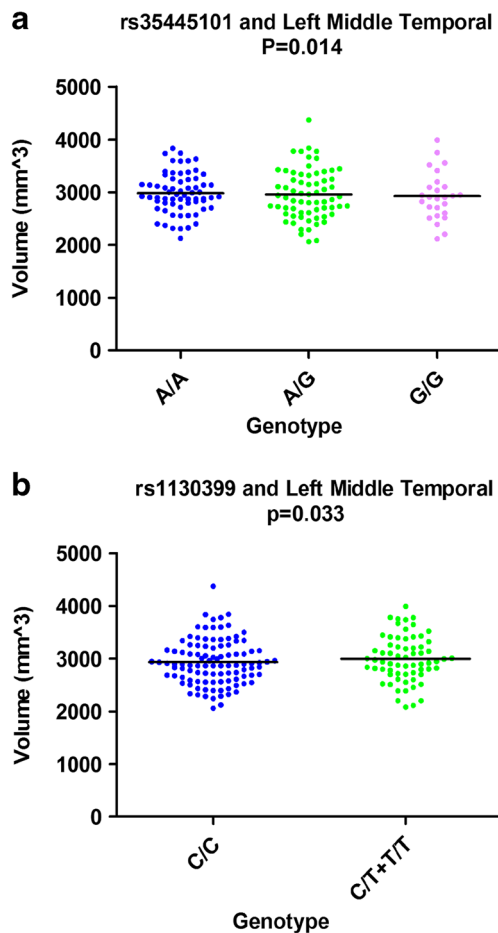 a
rs35445101 and Left Middle Temporal
P=0.014
5000
4000
3000
2000
1000
0
Volume (mm^3)
A/A
A/G
G/G
Genotype
b
rs1130399 and Left Middle Temporal
p=0.033
5000
4000
3000
2000
1000
0
Volume (mm^3)
C/C
C/T+T/T
Genotype